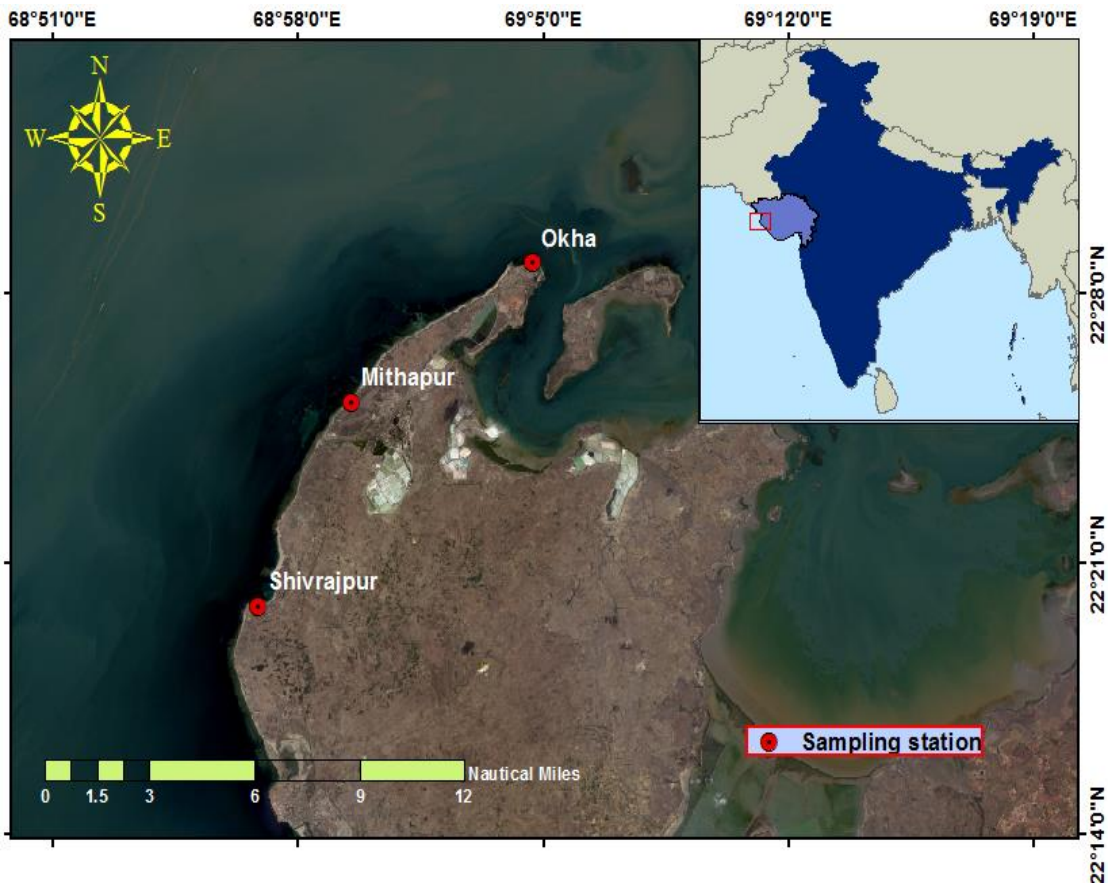 68°51'0"E 68°58'0"E 69°5'0"E 69°12'0"E 69°19'0"E
N
W E
S
Okha
22°28'0"N
Mithapur
22°21'0"N
Shivrajpur
Sampling station
Nautical Miles
0 1.5 3 6 9 12
22°14'0"N